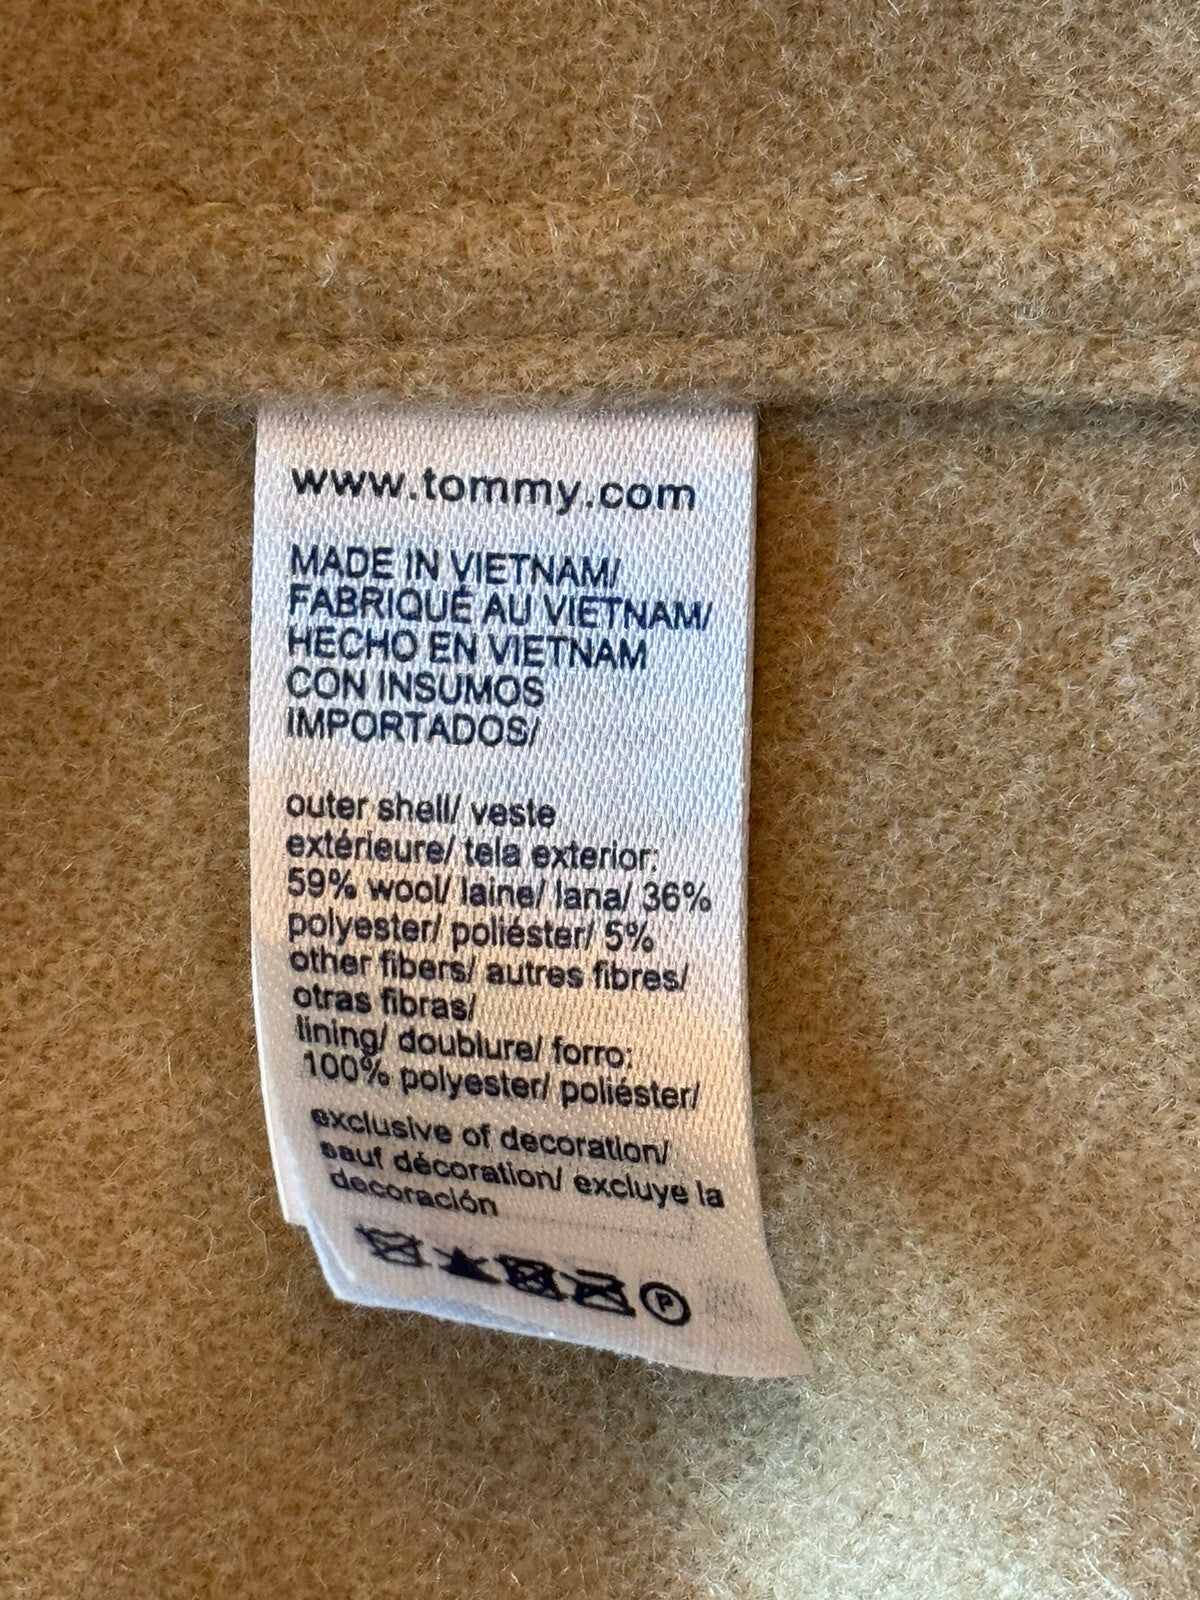 www.tommy.com
MADE IN VIETNAM/
FABRIQUÉ AU VIETNAM/
HECHO EN VIETNAM
CON INSUMOS
IMPORTADOS/
outer shell/ veste
extérieure/ tela exterior:
59% wool/ laine/ lana/ 36%
polyester/ poliéster/ 5%
other fibers/ autres fibres/
otras fibras/
lining/ doublure/ forro:
100% polyester/ poliéster/
exclusive of decoration/
sauf décoration/ excluye la
decoración
P